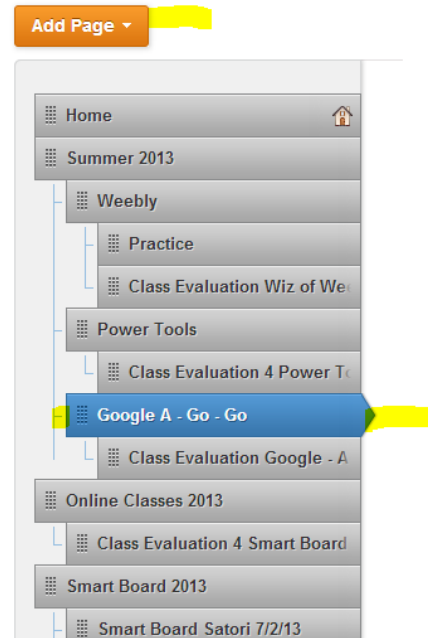 Add Page
Home
Summer 2013
Weebly
Practice
Class Evaluation Wiz of We
Power Tools
Class Evaluation 4 Power T
Google A - Go - Go
Class Evaluation Google - A
Online Classes 2013
Class Evaluation 4 Smart Board
Smart Board 2013
Smart Board Satori 7/2/13